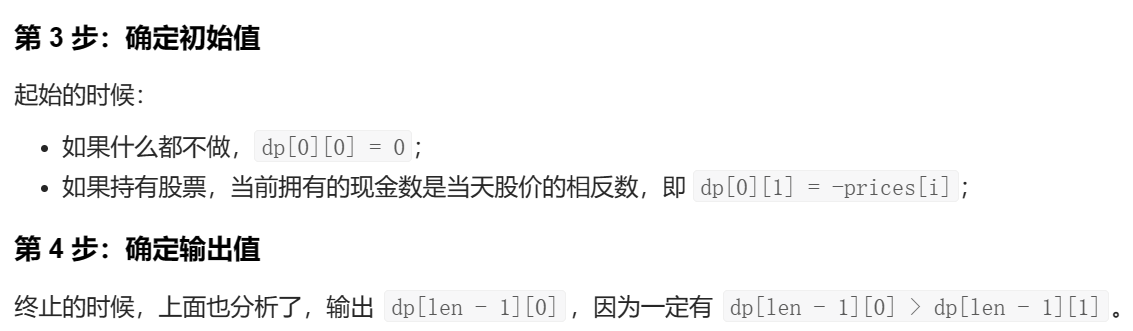 第 3 步：确定初始值
起始的时候：
• 如果什么都不做，dp[0][0] = 0；
• 如果持有股票，当前拥有的现金数是当天股价的相反数，即 dp[0][1] = -prices[i]；
第 4 步：确定输出值
终止的时候，上面也分析了，输出 dp[len - 1][0]，因为一定有 dp[len - 1][0] > dp[len - 1][1]。